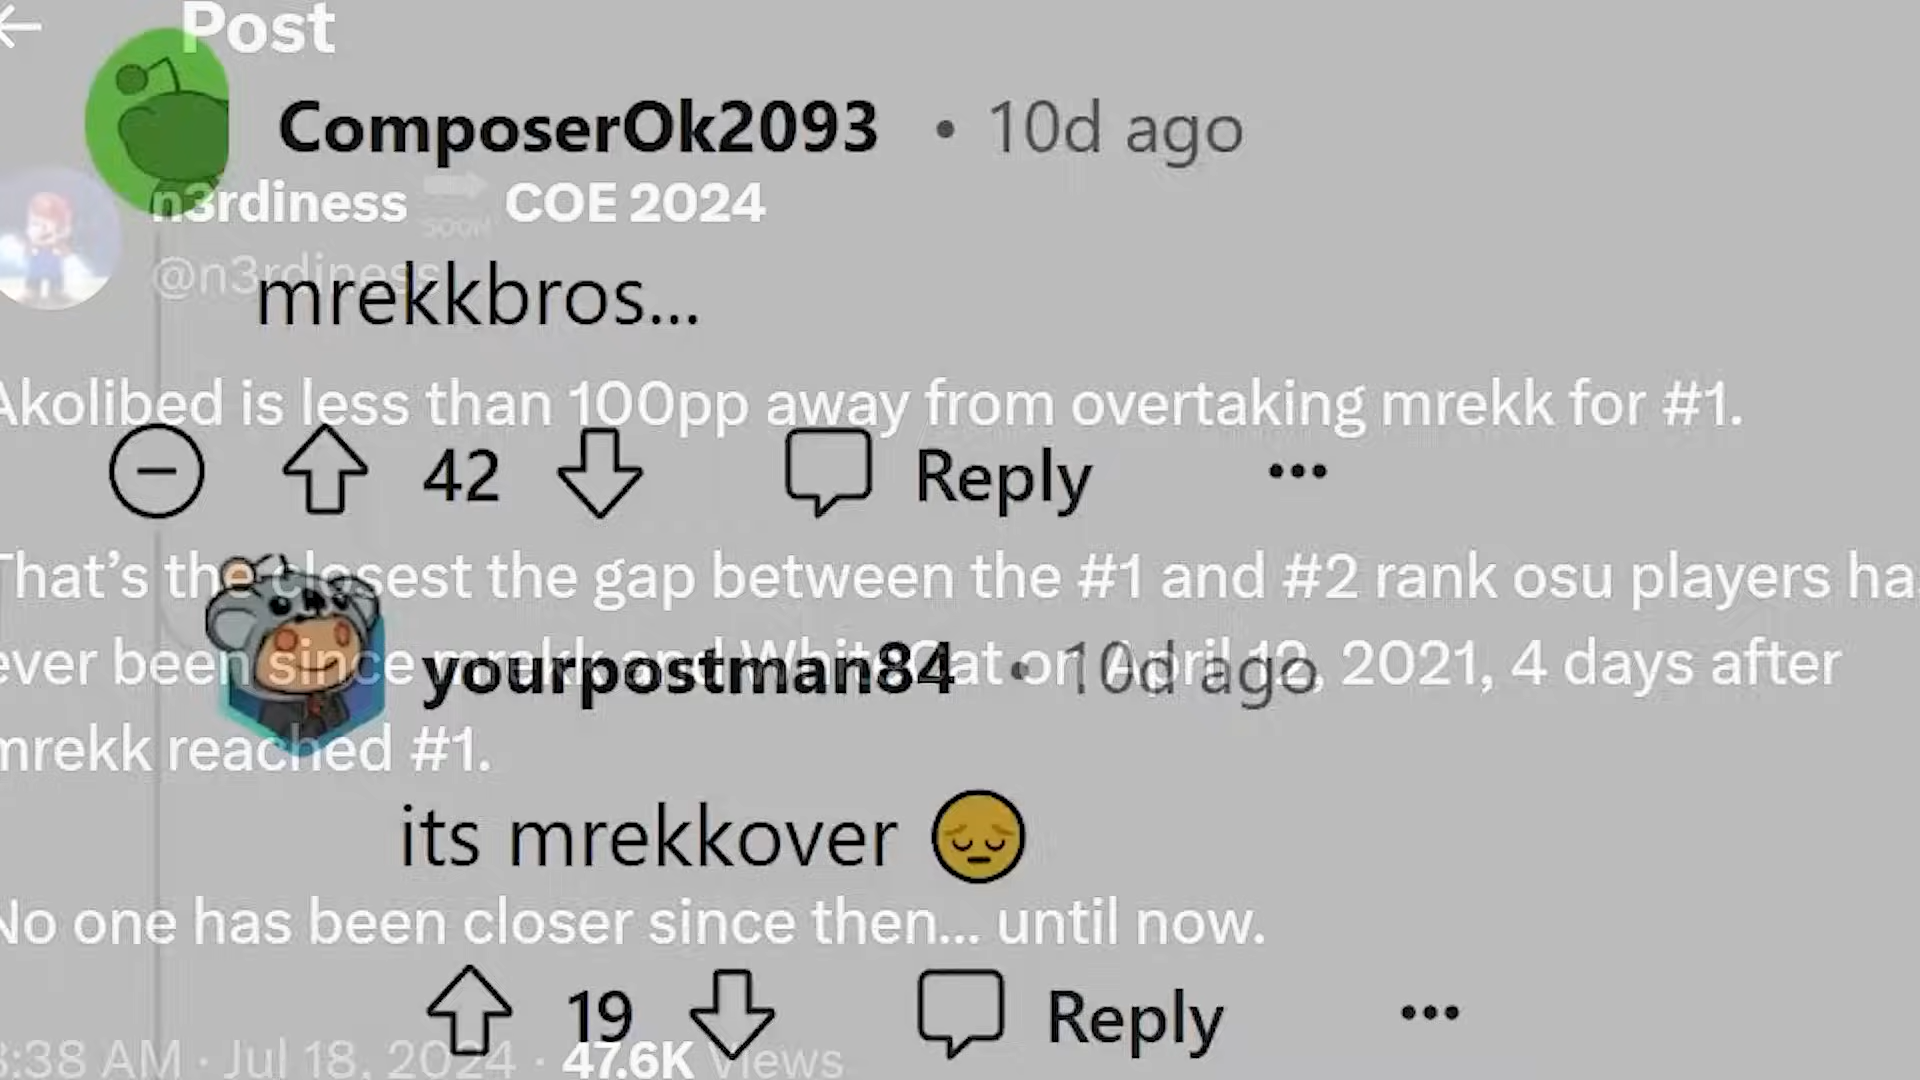 Post
ComposerOk2093 • 10d ago
n3rdiness SOON COE 2024
@n3rdiness
mrekkbros...
Akolibed is less than 100pp away from overtaking mrekk for #1.
42 Reply ...
That's the closest the gap between the #1 and #2 rank osu players ha
ever been since mrekk and WhiteCat on April 12, 2021, 4 days after
yourpostman84 • 10d ago
mrekk reached #1.
its mrekkover 😔
No one has been closer since then... until now.
19 Reply ...
:38 AM · Jul 18, 2024 · 47.6K Views